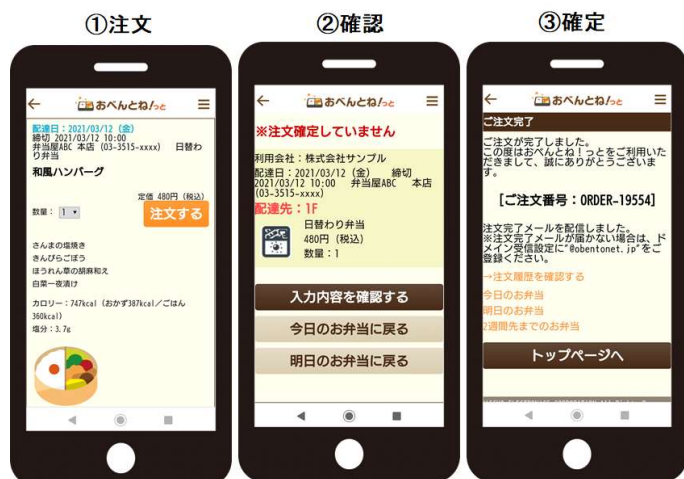 ①注文
おべんとね!っと
配達日：2021/03/12 (金)
締切 2021/03/12 10:00
弁当屋ABC 本店 (03-3515-xxxx) 日替わ
り弁当
和風ハンバーグ
定価 480円 (税込)
数量： 1
注文する
さんまの塩焼き
きんぴらごぼう
ほうれん草の胡麻和え
白菜一夜漬け
カロリー：747kcal (おかず387kcal／ごはん
360kcal)
塩分：3.7g
②確認
おべんとね!っと
※注文確定していません
利用会社：株式会社サンプル
配達日：2021/03/12 (金) 締切
2021/03/12 10:00 弁当屋ABC 本店
(03-3515-xxxx)
配達先：1F
日替わり弁当
480円 (税込)
数量：1
入力内容を確認する
今日のお弁当に戻る
明日のお弁当に戻る
③確定
おべんとね!っと
ご注文完了
ご注文が完了しました。
この度はおべんとね！っとをご利用いた
だきまして、誠にありがとうございま
す。
[ご注文番号：ORDER-19554]
注文完了メールを配信しました。
※注文完了メールが届かない場合は、ド
メイン受信設定に"@obentonet.jp"をご
登録ください。
→注文履歴を確認する
今日のお弁当
明日のお弁当
2週間先までのお弁当
トップページへ